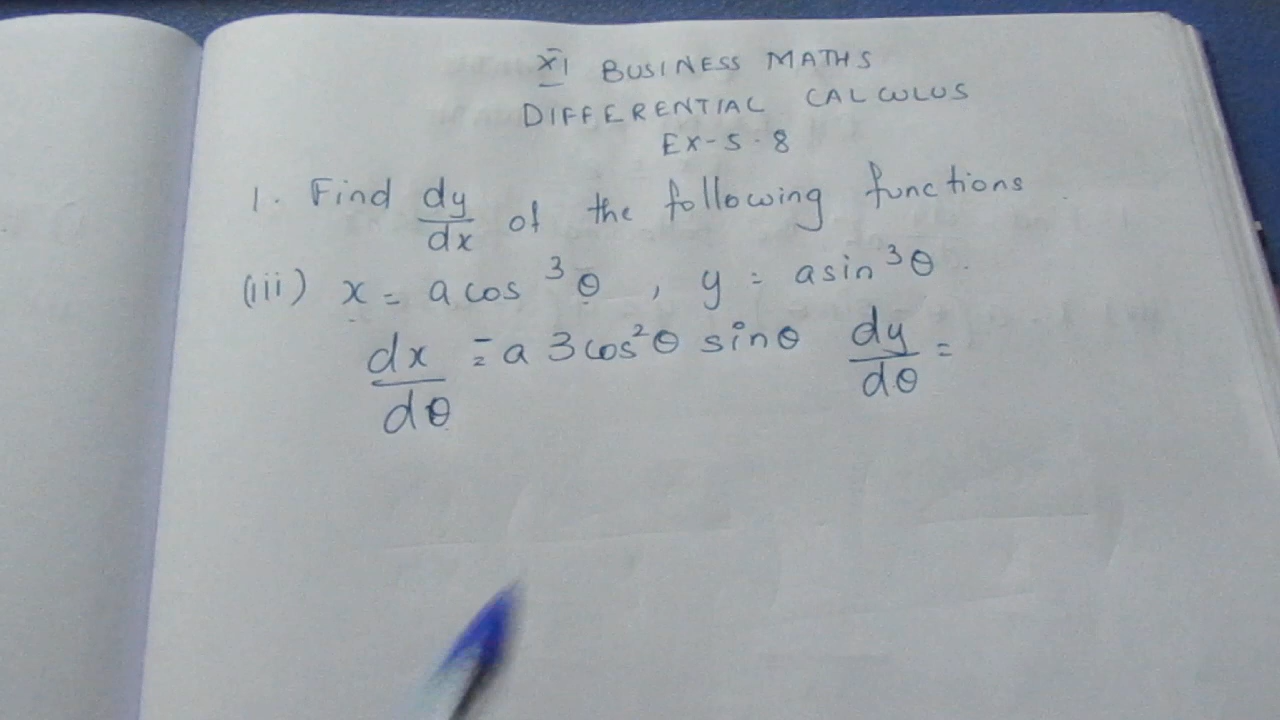 XI BUSINESS MATHS
DIFFERENTIAL CALCULUS
EX-5.8
1. Find dy/dx of the following functions
(iii) x = a cos³θ , y = a sin³θ
dx/dθ = -a 3cos²θ sinθ dy/dθ =